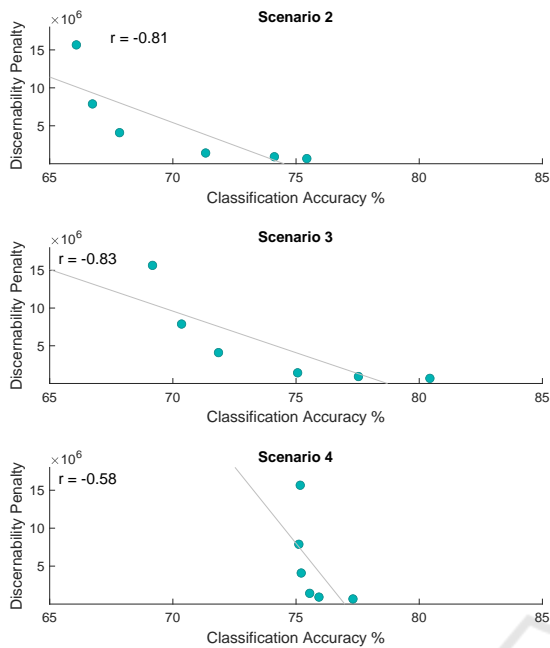 Scenario 2
×10^6
r = -0.81
15
10
5
Discernability Penalty
65 70 75 80 85
Classification Accuracy %
Scenario 3
×10^6
r = -0.83
15
10
5
Discernability Penalty
65 70 75 80 85
Classification Accuracy %
Scenario 4
×10^6
r = -0.58
15
10
5
Discernability Penalty
65 70 75 80 85
Classification Accuracy %